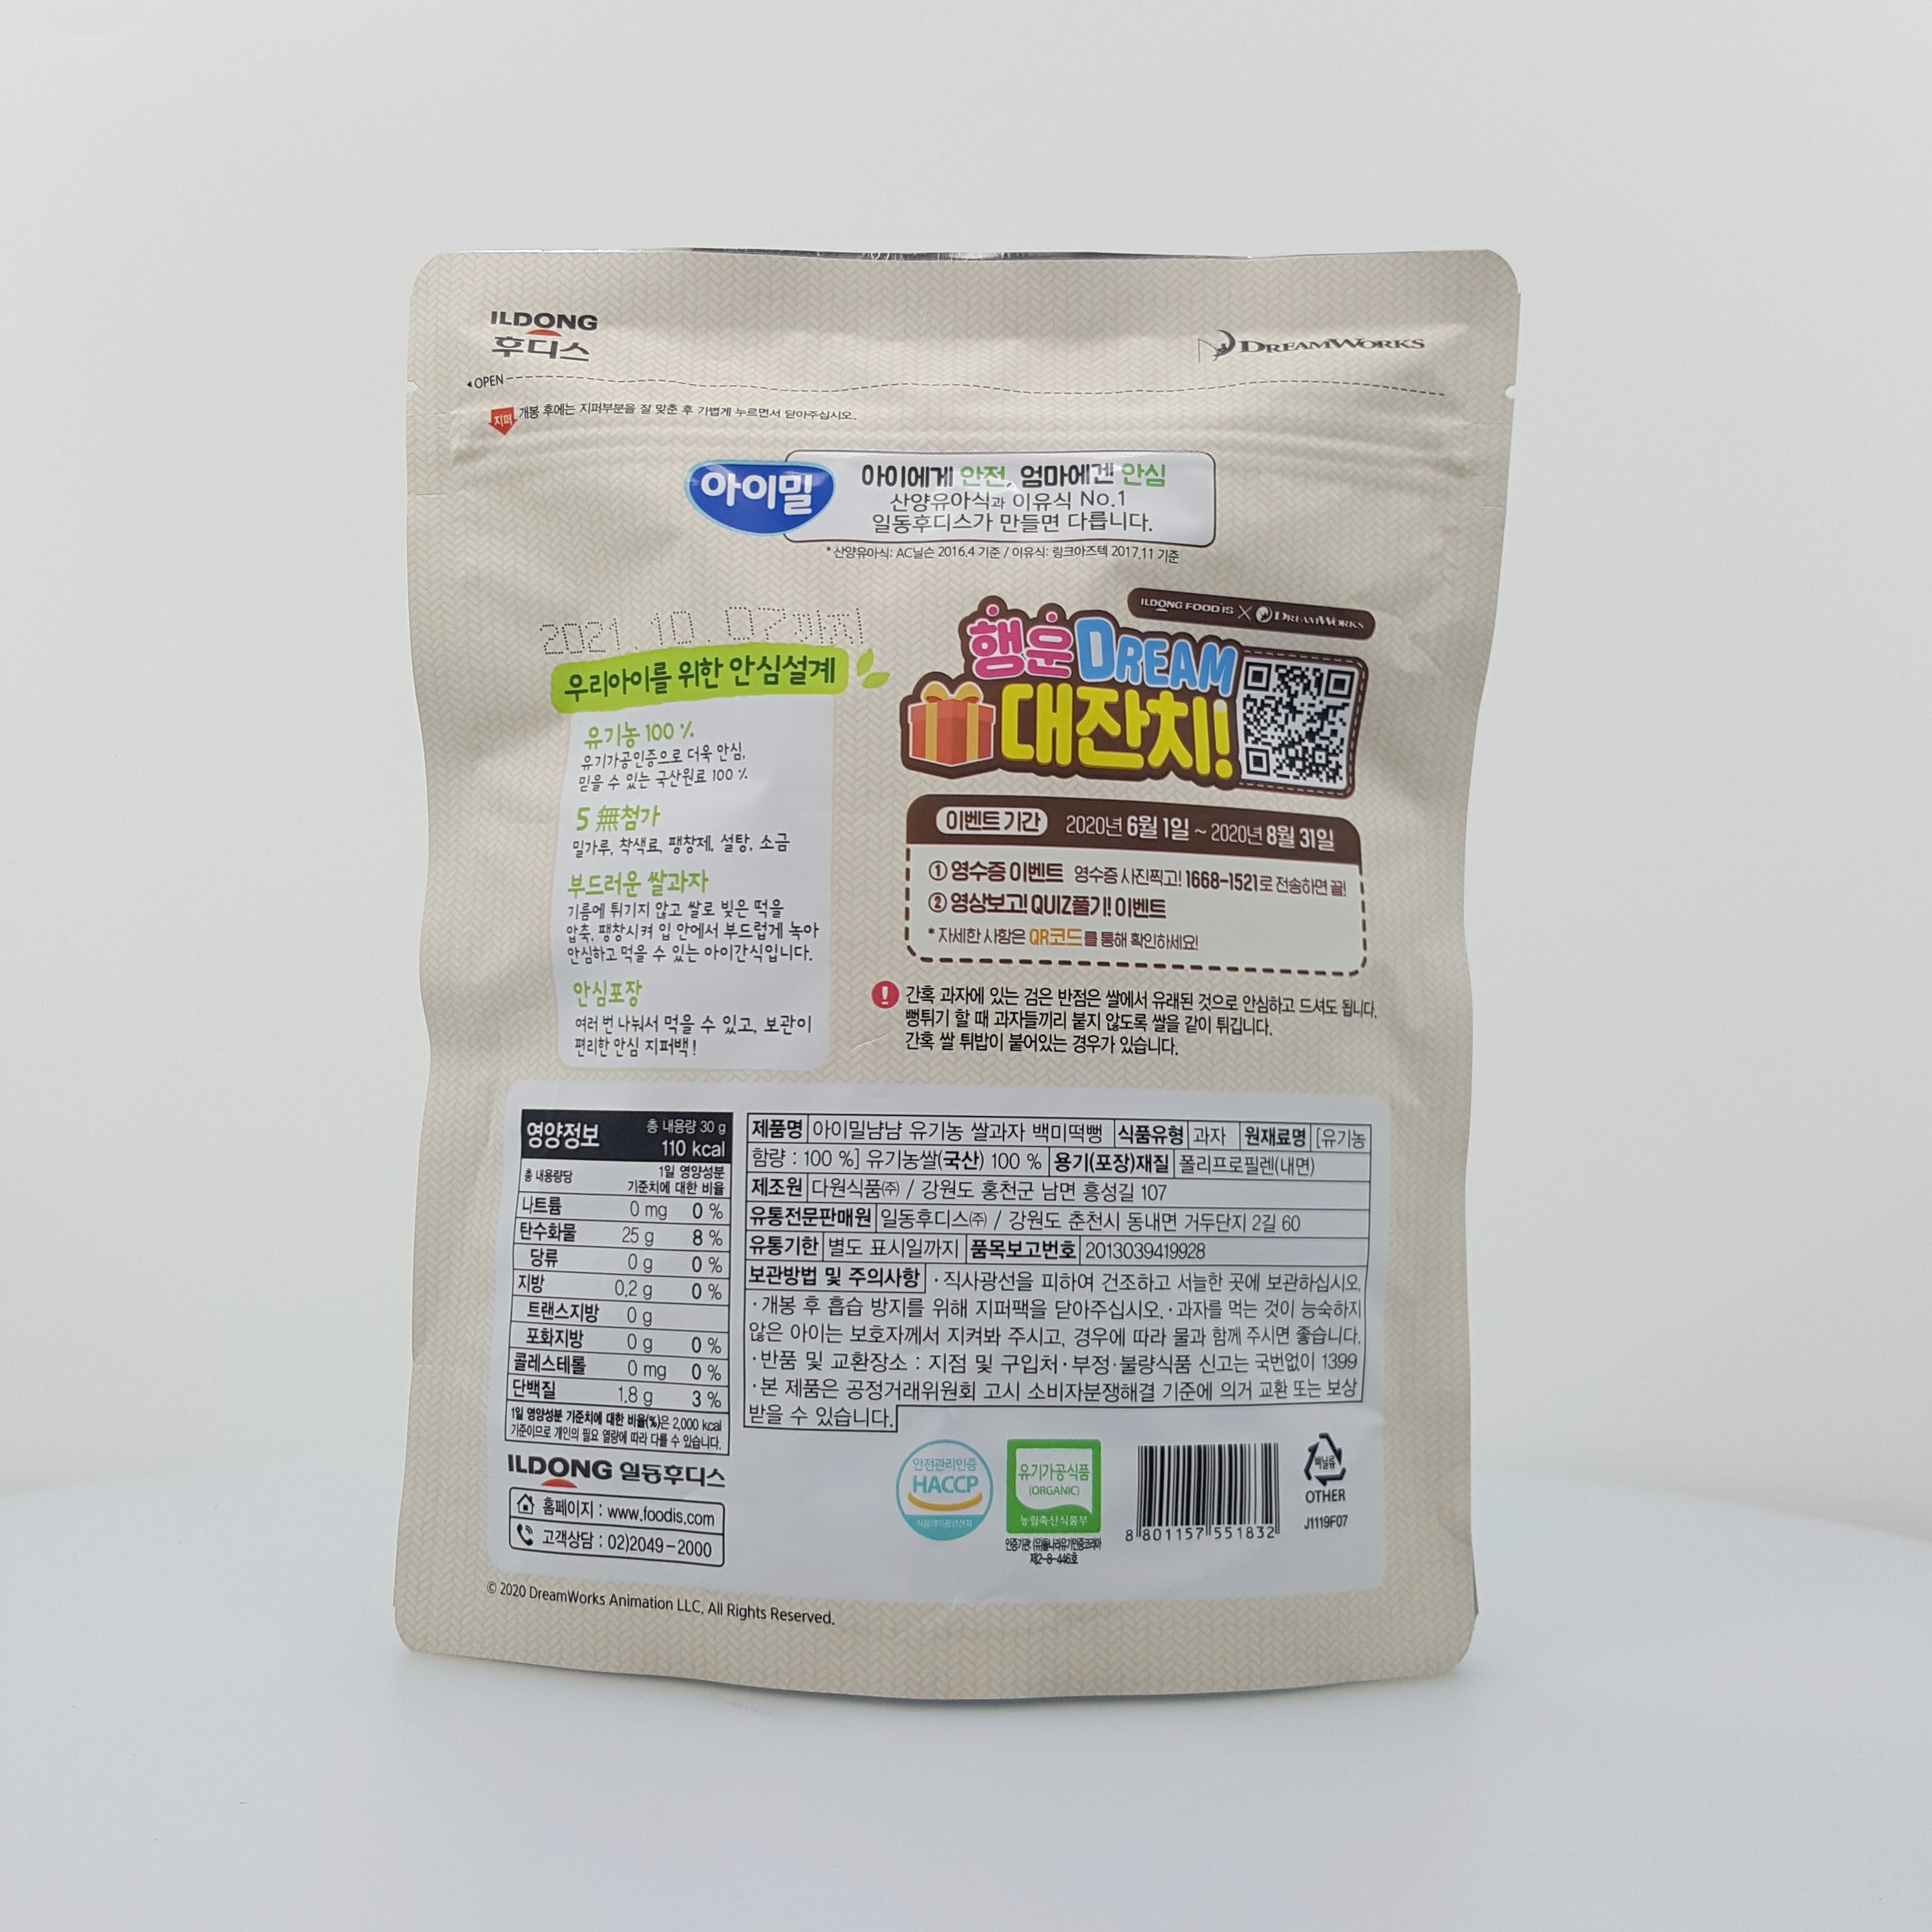 ILDONG
후디스
DREAMWORKS
OPEN
지퍼 개봉 후에는 지퍼부분을 잘 맞춘 후 가볍게 누르면서 닫아주십시오.
아이밀
아이에게 안전, 엄마에겐 안심
산양유아식과 이유식 No.1
일동후디스가 만들면 다릅니다.
* 산양유아식: AC닐슨 2016.4 기준 / 이유식: 링크아즈텍 2017.11 기준
2021.10.07까지
우리아이를 위한 안심설계
유기농 100 %
유기가공인증으로 더욱 안심,
믿을 수 있는 국산원료 100 %
5 無첨가
밀가루, 착색료, 팽창제, 설탕, 소금
부드러운 쌀과자
기름에 튀기지 않고 쌀로 빚은 떡을
압축, 팽창시켜 입 안에서 부드럽게 녹아
안심하고 먹을 수 있는 아이간식입니다.
안심포장
여러 번 나눠서 먹을 수 있고, 보관이
편리한 안심 지퍼백!
ILDONG FOODIS X DREAMWORKS
행운 DREAM
대잔치!
이벤트 기간 2020년 6월 1일 ~ 2020년 8월 31일
① 영수증 이벤트 영수증 사진찍고! 1668-1521로 전송하면 끝!
② 영상보고! QUIZ풀기! 이벤트
* 자세한 사항은 QR코드를 통해 확인하세요!
! 간혹 과자에 있는 검은 반점은 쌀에서 유래된 것으로 안심하고 드셔도 됩니다.
뻥튀기 할 때 과자들끼리 붙지 않도록 쌀을 같이 튀깁니다.
간혹 쌀 튀밥이 붙어있는 경우가 있습니다.
영양정보 총 내용량 30 g
110 kcal
총 내용량당 1일 영양성분
기준치에 대한 비율
나트륨 0 mg 0 %
탄수화물 25 g 8 %
당류 0 g 0 %
지방 0.2 g 0 %
트랜스지방 0 g
포화지방 0 g 0 %
콜레스테롤 0 mg 0 %
단백질 1.8 g 3 %
1일 영양성분 기준치에 대한 비율(%)은 2,000 kcal
기준이므로 개인의 필요 열량에 따라 다를 수 있습니다.
ILDONG 일동후디스
홈페이지 : www.foodis.com
고객상담 : 02)2049-2000
제품명 아이밀냠냠 유기농 쌀과자 백미떡뻥 식품유형 과자 원재료명 [유기농
함량 : 100 %] 유기농쌀(국산) 100 % 용기(포장)재질 폴리프로필렌(내면)
제조원 다원식품㈜ / 강원도 홍천군 남면 흥성길 107
유통전문판매원 일동후디스㈜ / 강원도 춘천시 동내면 거두단지 2길 60
유통기한 별도 표시일까지 품목보고번호 2013039419928
보관방법 및 주의사항 · 직사광선을 피하여 건조하고 서늘한 곳에 보관하십시오.
· 개봉 후 흡습 방지를 위해 지퍼팩을 닫아주십시오. · 과자를 먹는 것이 능숙하지
않은 아이는 보호자께서 지켜봐 주시고, 경우에 따라 물과 함께 주시면 좋습니다.
· 반품 및 교환장소 : 지점 및 구입처 · 부정·불량식품 신고는 국번없이 1399
· 본 제품은 공정거래위원회 고시 소비자분쟁해결 기준에 의거 교환 또는 보상
받을 수 있습니다.
안전관리인증
HACCP
식품의약품안전처
유기가공식품
(ORGANIC)
농림축산식품부
인증기관: (유)돌나라유기인증코리아
제2-8-446호
8 801157 551832
비닐류
OTHER
J1119F07
© 2020 DreamWorks Animation LLC. All Rights Reserved.